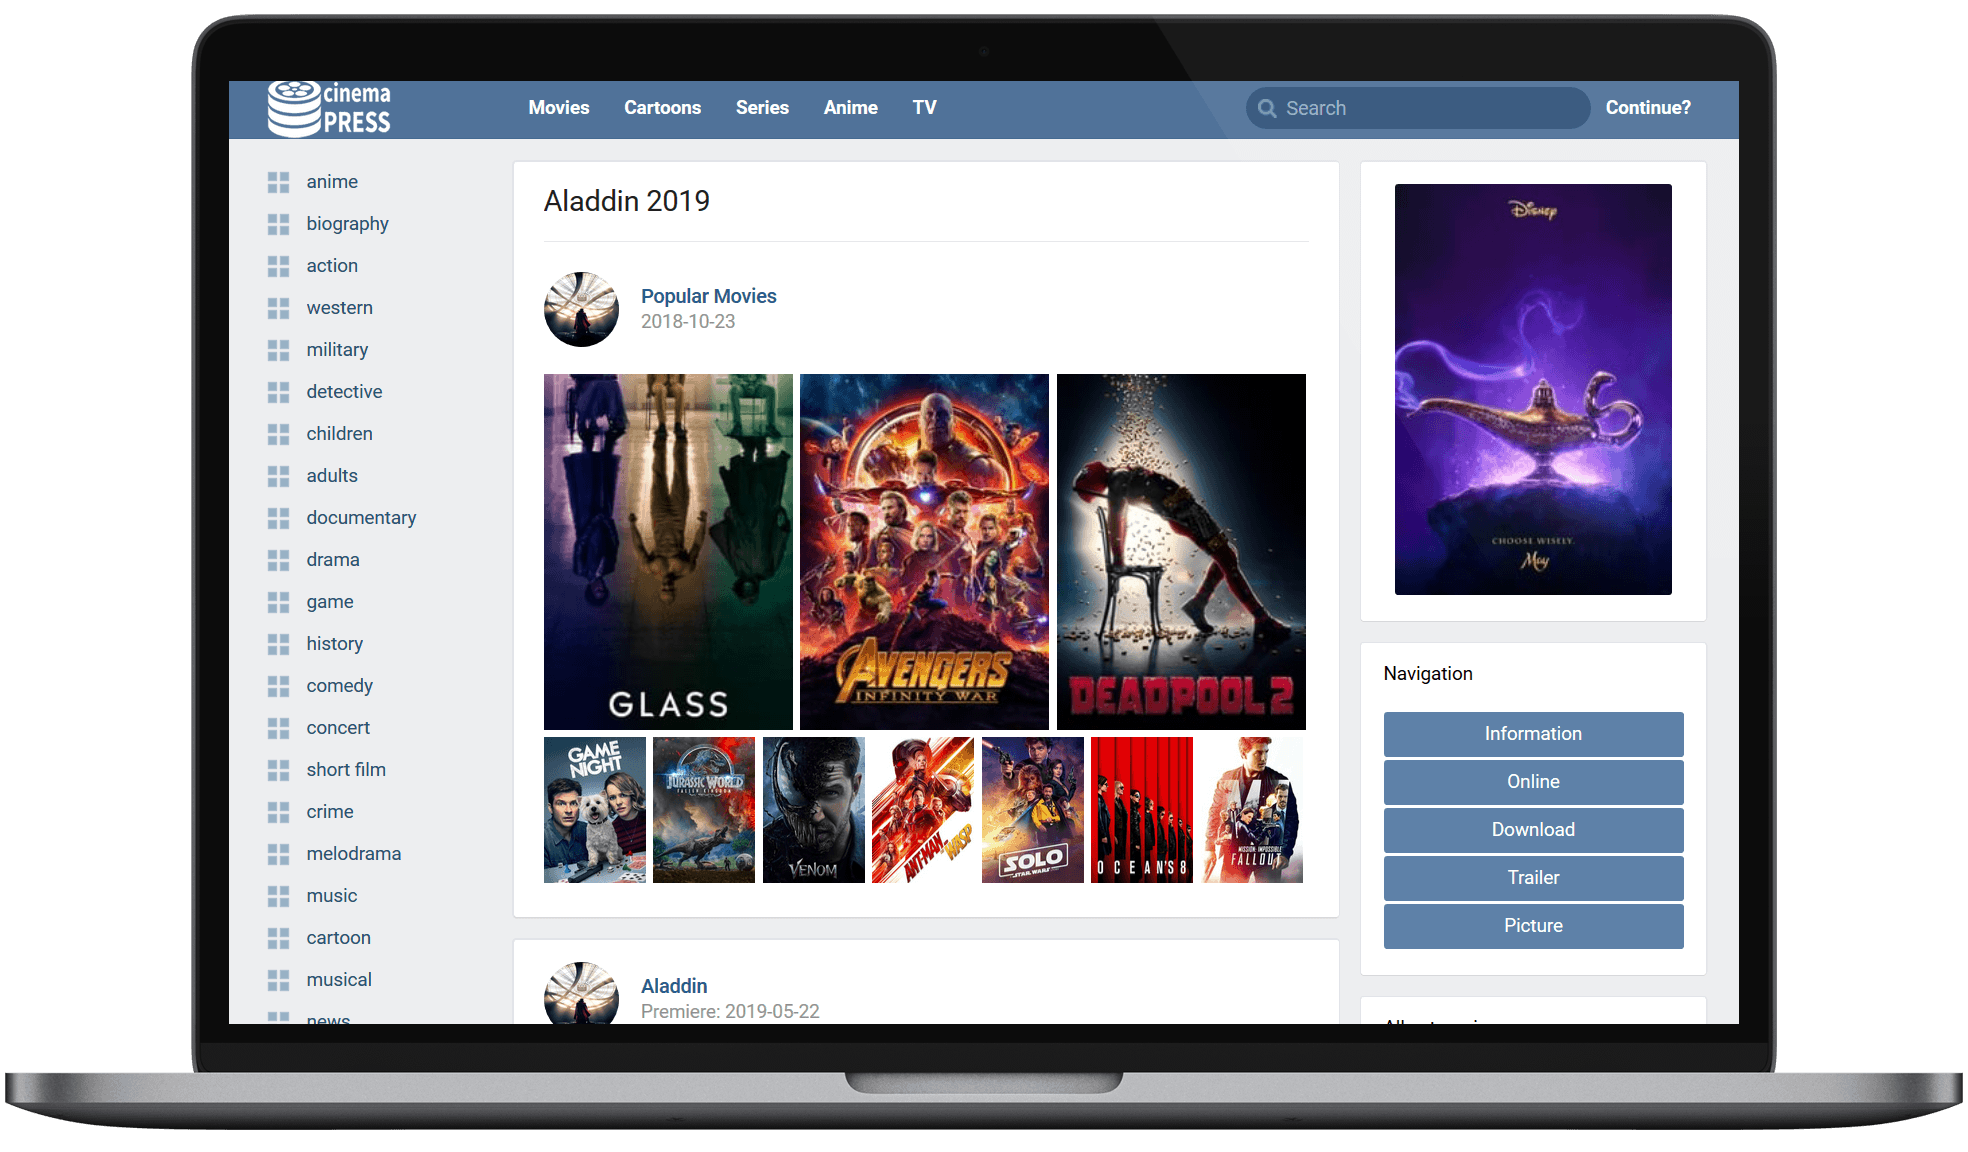 cinema
PRESS
Movies Cartoons Series Anime TV
Search
Continue?
anime
biography
action
western
military
detective
children
adults
documentary
drama
game
history
comedy
concert
short film
crime
melodrama
music
cartoon
musical
news
Aladdin 2019
Popular Movies
2018-10-23
GLASS
AVENGERS
INFINITY WAR
DEADPOOL 2
GAME
NIGHT
JURASSIC WORLD
FALLEN KINGDOM
VENOM
ANT-MAN
WASP
SOLO
STAR WARS
OCEAN'S 8
MISSION: IMPOSSIBLE
FALLOUT
Aladdin
Premiere: 2019-05-22
Disney
CHOOSE WISELY.
May
Navigation
Information
Online
Download
Trailer
Picture